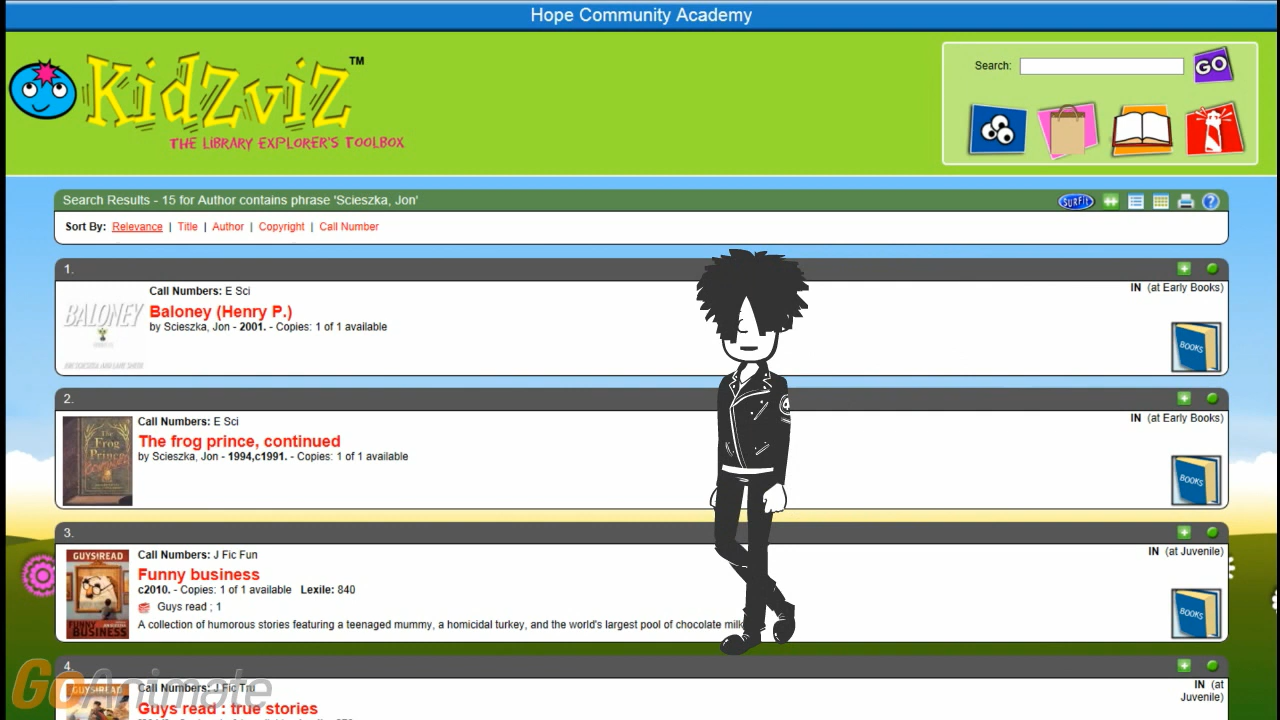 Hope Community Academy
KidZviZ TM
THE LIBRARY EXPLORER'S TOOLBOX
Search:
GO
Search Results - 15 for Author contains phrase 'Scieszka, Jon'
SURFIT
Sort By: Relevance | Title | Author | Copyright | Call Number
1.
Call Numbers: E Sci
IN (at Early Books)
BALONEY
Baloney (Henry P.)
by Scieszka, Jon - 2001. - Copies: 1 of 1 available
BOOKS
2.
Call Numbers: E Sci
IN (at Early Books)
The Frog Prince
The frog prince, continued
by Scieszka, Jon - 1994,c1991. - Copies: 1 of 1 available
BOOKS
3.
Call Numbers: J Fic Fun
IN (at Juvenile)
GUYS READ
Funny business
c2010. - Copies: 1 of 1 available Lexile: 840
Guys read ; 1
A collection of humorous stories featuring a teenaged mummy, a homicidal turkey, and the world's largest pool of chocolate milk
FUNNY BUSINESS
BOOKS
4.
Call Numbers: J Fic Tru
IN (at Juvenile)
GUYS READ
Guys read : true stories
GoAnimate